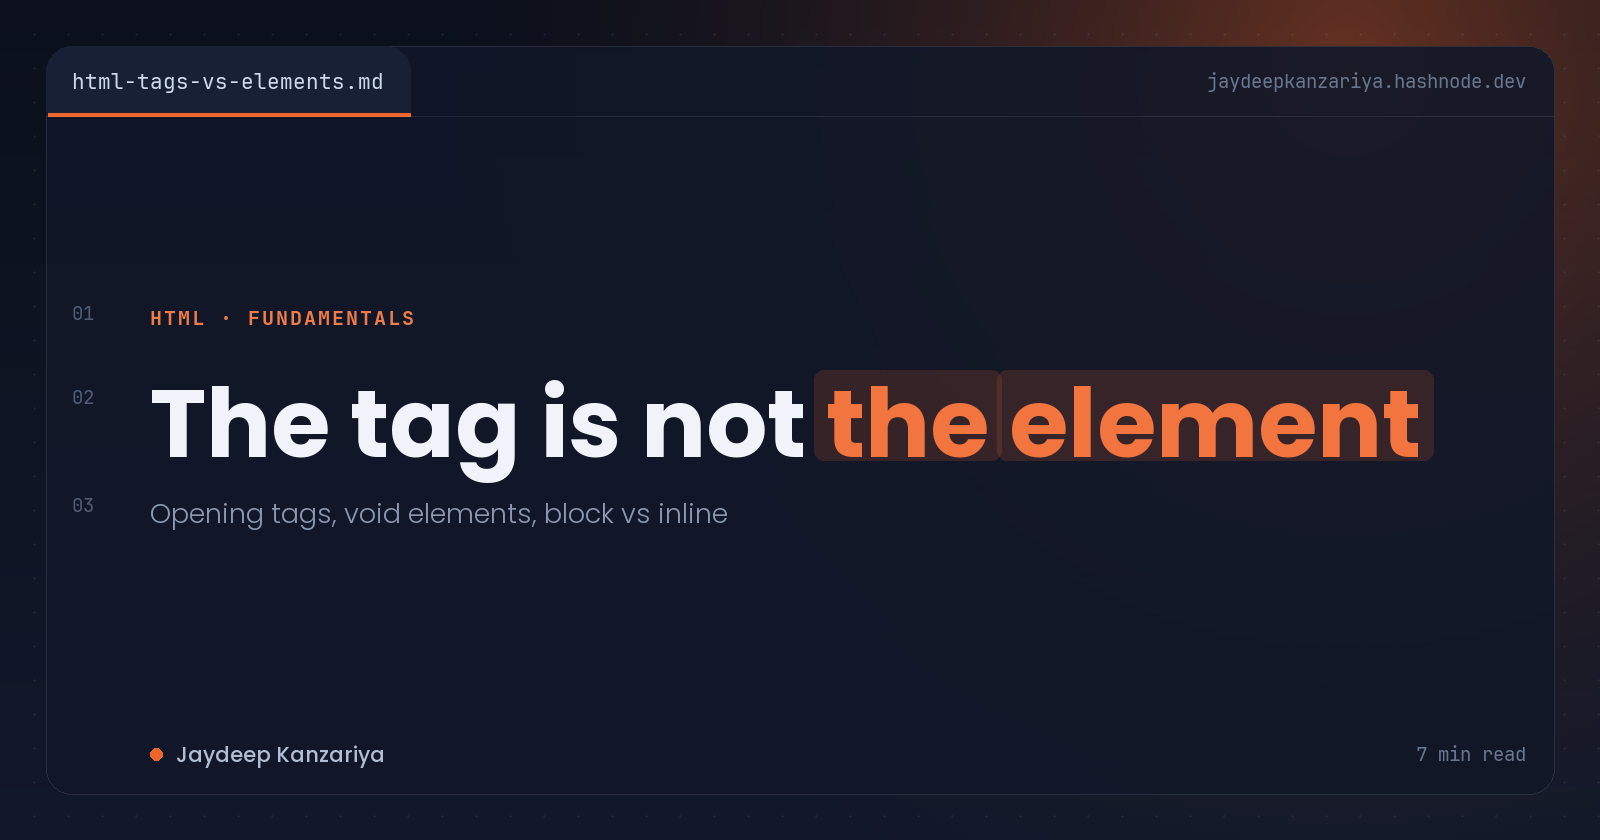 html-tags-vs-elements.md
jaydeepkanzariya.hashnode.dev
01
HTML · FUNDAMENTALS
02
The tag is not the element
03
Opening tags, void elements, block vs inline
Jaydeep Kanzariya
7 min read